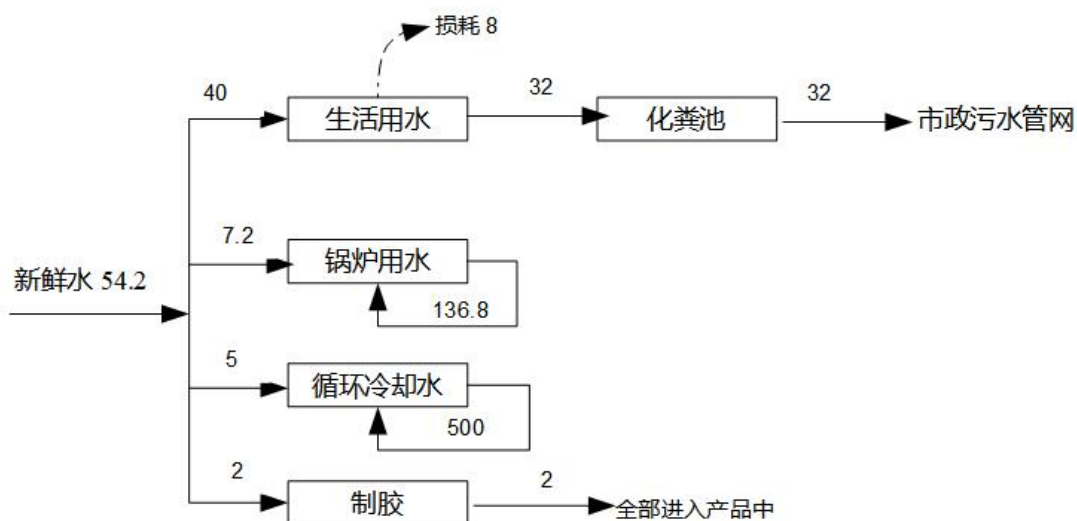 损耗 8
40
生活用水
32
化粪池
32
市政污水管网
7.2
锅炉用水
136.8
新鲜水 54.2
5
循环冷却水
500
2
制胶
2
全部进入产品中